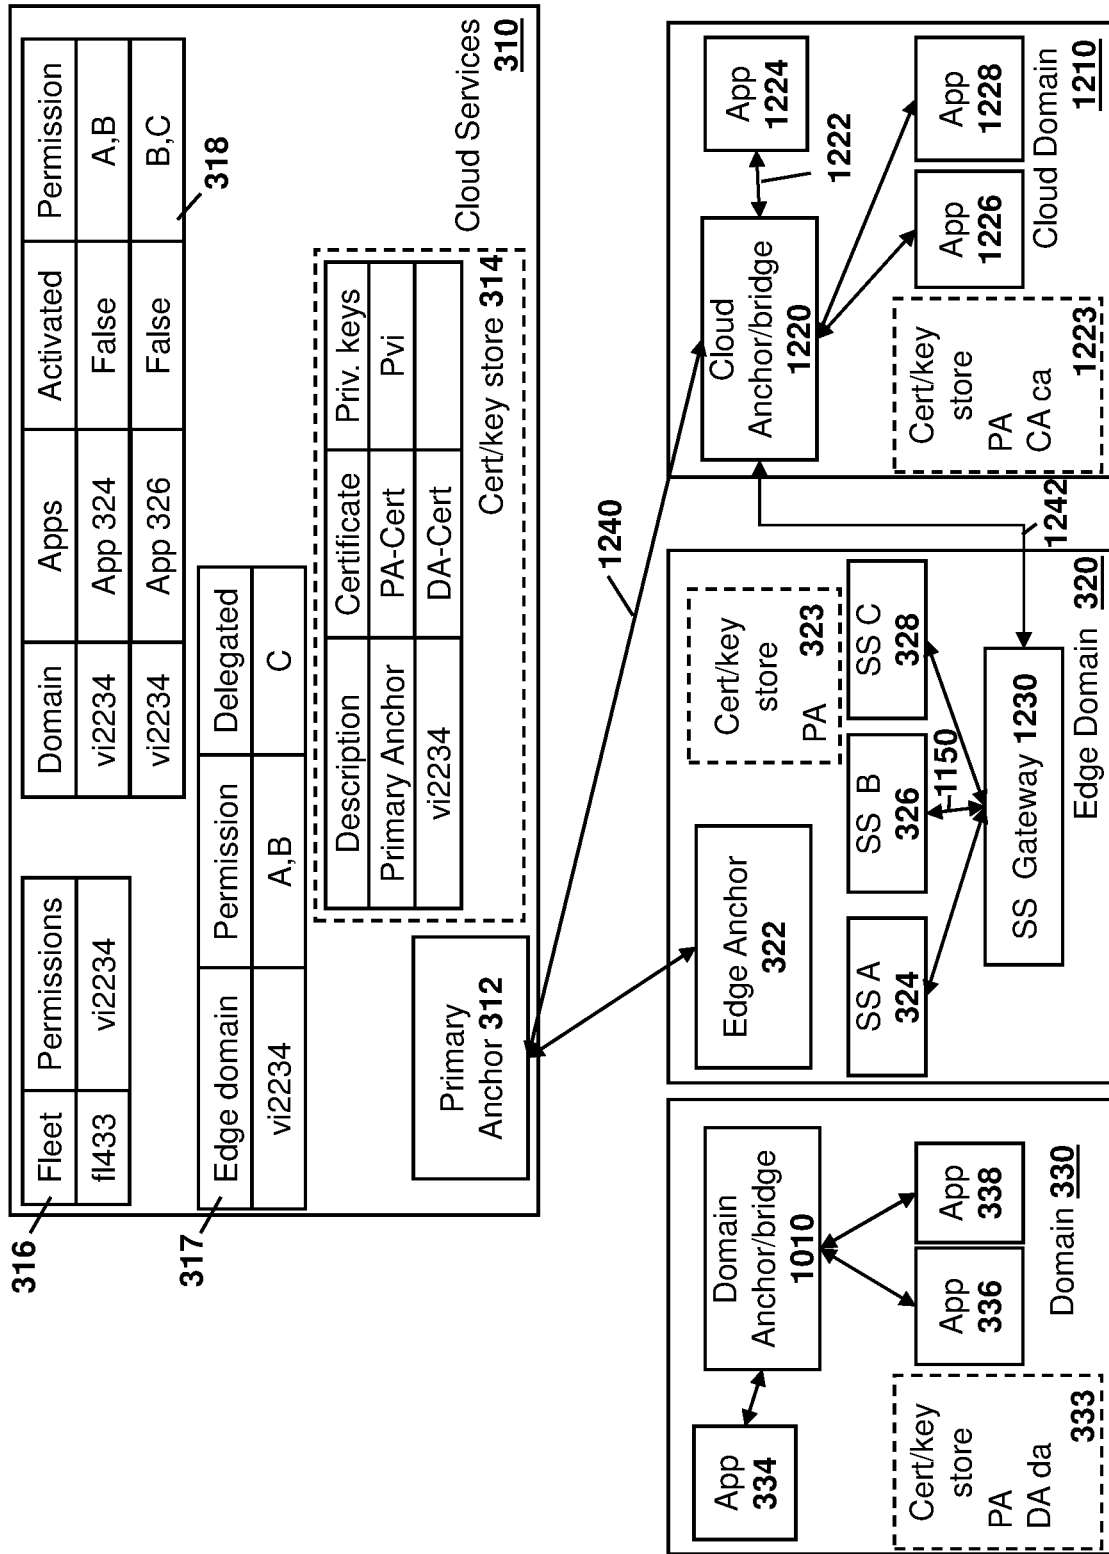 316
Fleet
Permissions
fl433
vi2234
Domain
Apps
Activated
Permission
vi2234
App 324
False
A,B
vi2234
App 326
False
B,C
318
317
Edge domain
Permission
Delegated
vi2234
A,B
C
Description
Certificate
Priv. keys
Primary Anchor
PA-Cert
Pvi
vi2234
DA-Cert
Cert/key store 314
Primary
Anchor 312
Cloud Services
310
1240
App
334
Domain
Anchor/bridge
1010
App
336
App
338
Cert/key
store
PA
DA da
333
Domain 330
Edge Anchor
322
Cert/key
store
PA
323
SS A
324
SS B
326
SS C
328
1150
SS Gateway 1230
Edge Domain
320
1242
Cloud
Anchor/bridge
1220
App
1224
1222
Cert/key
store
PA
CA ca
1223
App
1226
App
1228
Cloud Domain
1210